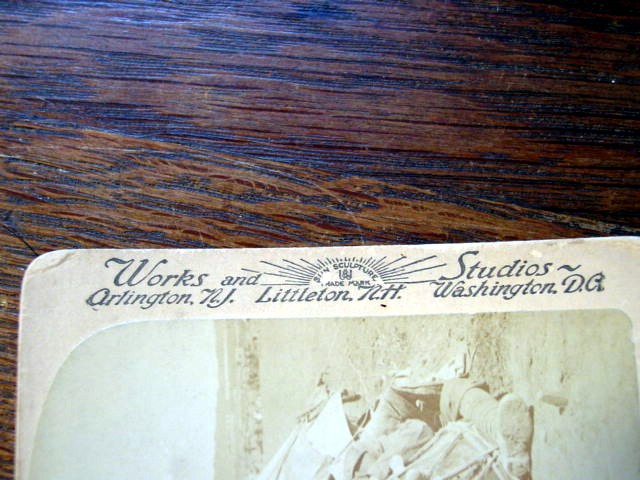 Works and Studios~
SUN SCULPTURE
TRADE MARK
Arlington, N.J. Littleton, N.H. Washington, D.C.